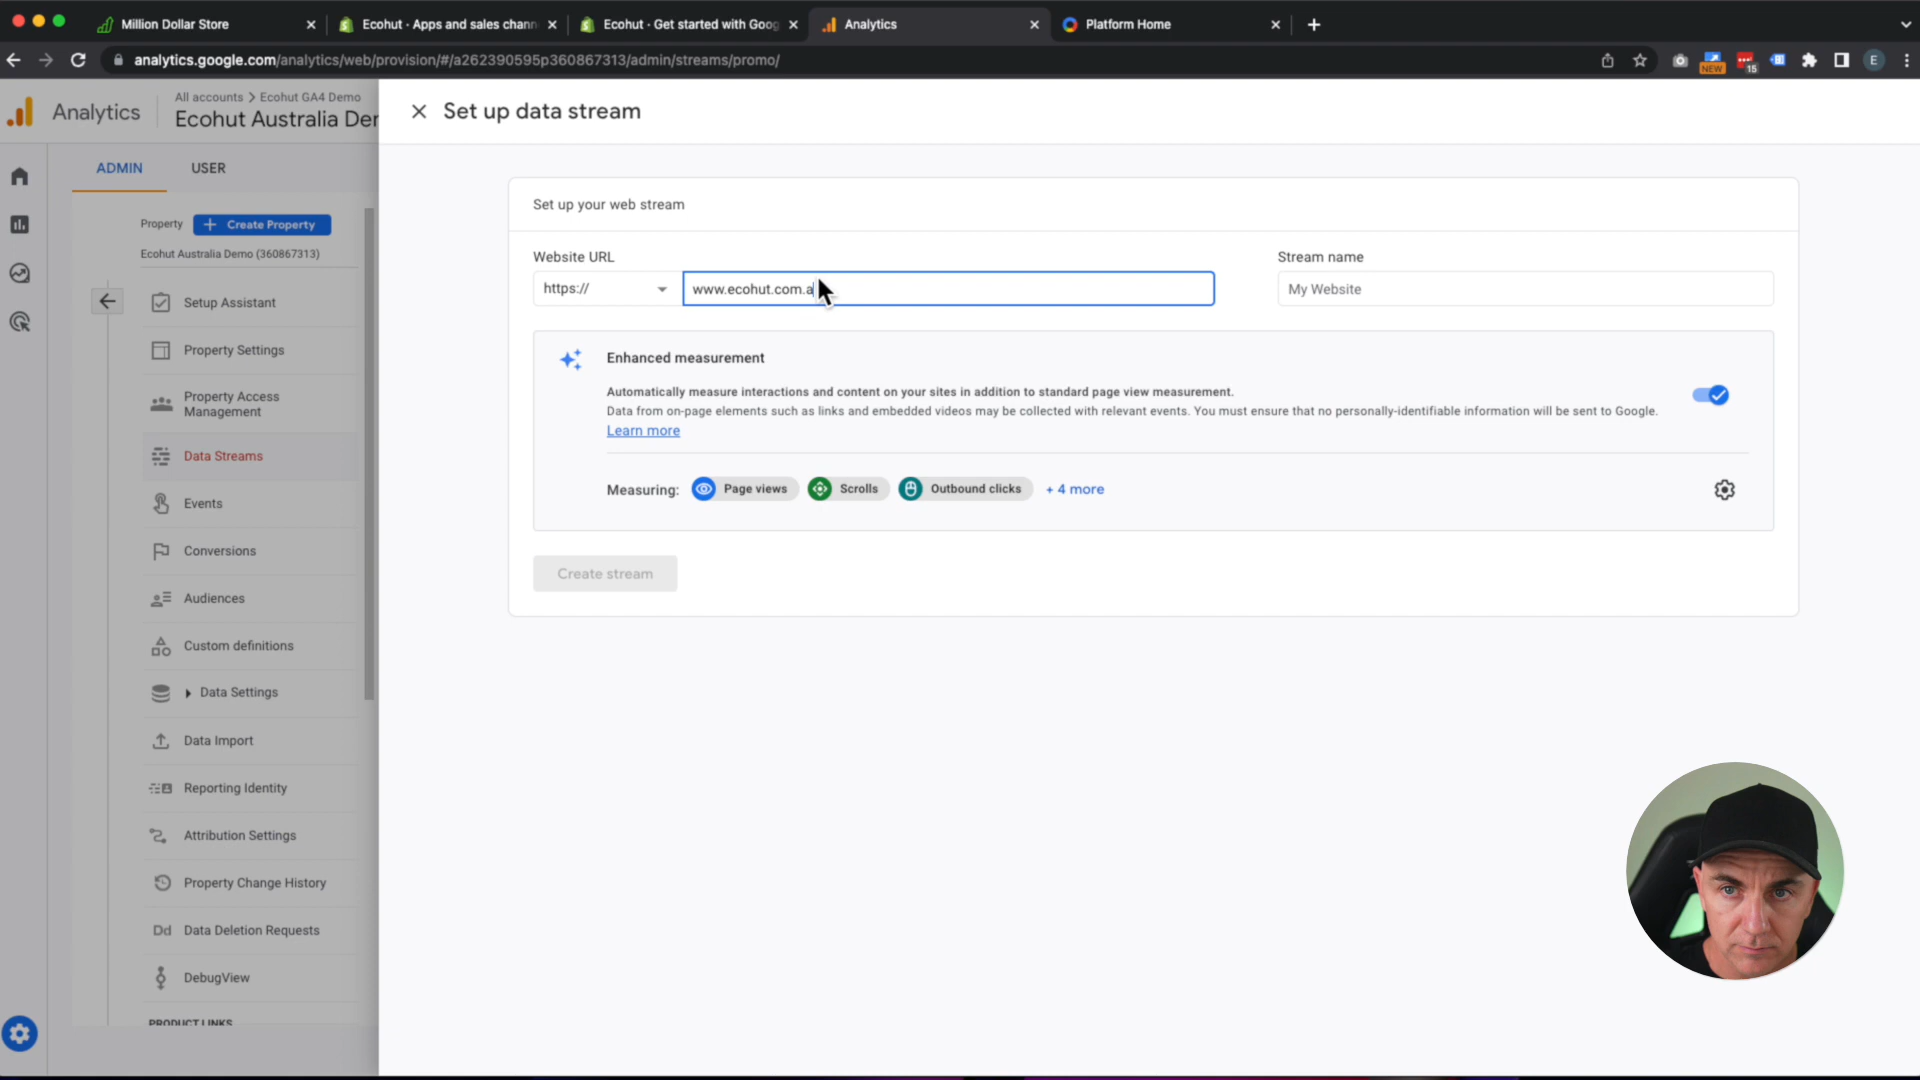 Million Dollar Store
Ecohut · Apps and sales chann
Ecohut · Get started with Goog
Analytics
Platform Home
analytics.google.com/analytics/web/provision/#/a262390595p360867313/admin/streams/promo/
NEW
15
E
Analytics
All accounts > Ecohut GA4 Demo
Ecohut Australia Der
Set up data stream
ADMIN
USER
Property
Create Property
Ecohut Australia Demo (360867313)
Setup Assistant
Property Settings
Property Access
Management
Data Streams
Events
Conversions
Audiences
Custom definitions
Data Settings
Data Import
Reporting Identity
Attribution Settings
Property Change History
Dd Data Deletion Requests
DebugView
PRODUCT LINKS
Set up your web stream
Website URL
Stream name
https://
www.ecohut.com.a
My Website
Enhanced measurement
Automatically measure interactions and content on your sites in addition to standard page view measurement.
Data from on-page elements such as links and embedded videos may be collected with relevant events. You must ensure that no personally-identifiable information will be sent to Google.
Learn more
Measuring:
Page views
Scrolls
Outbound clicks
+ 4 more
Create stream